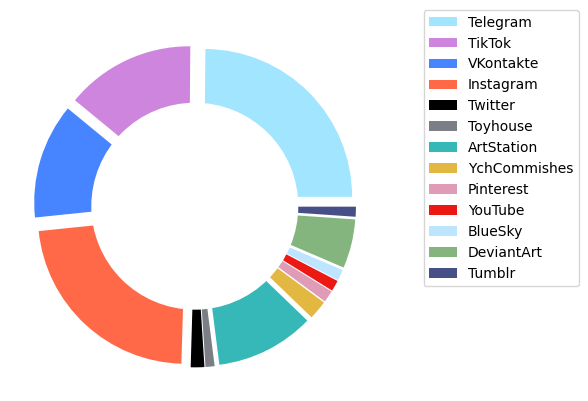 Telegram
TikTok
VKontakte
Instagram
Twitter
Toyhouse
ArtStation
YchCommishes
Pinterest
YouTube
BlueSky
DeviantArt
Tumblr